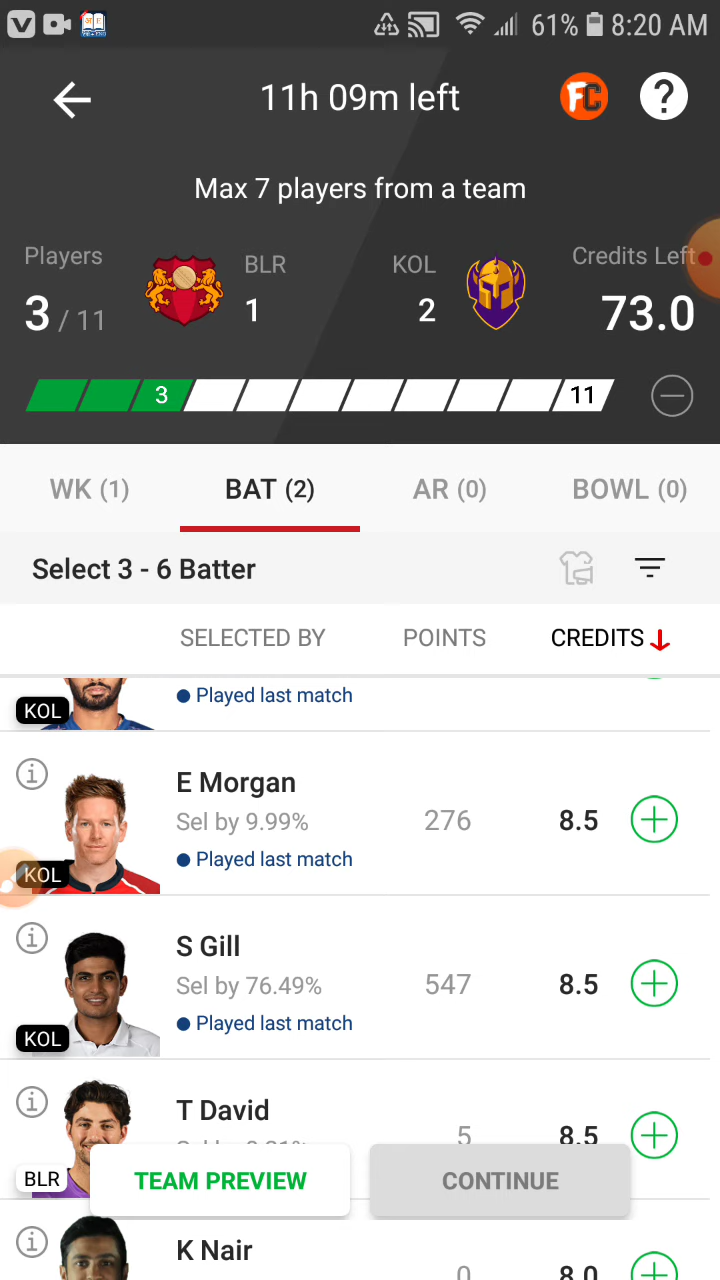 61% 8:20 AM
11h 09m left
FC
?
Max 7 players from a team
Players
BLR
KOL
Credits Left
3 / 11
1
2
73.0
3
11
WK (1)
BAT (2)
AR (0)
BOWL (0)
Select 3 - 6 Batter
SELECTED BY
POINTS
CREDITS
KOL
Played last match
E Morgan
Sel by 9.99%
276
8.5
KOL
Played last match
S Gill
Sel by 76.49%
547
8.5
KOL
Played last match
T David
5
8.5
BLR
TEAM PREVIEW
CONTINUE
K Nair
0
8.0